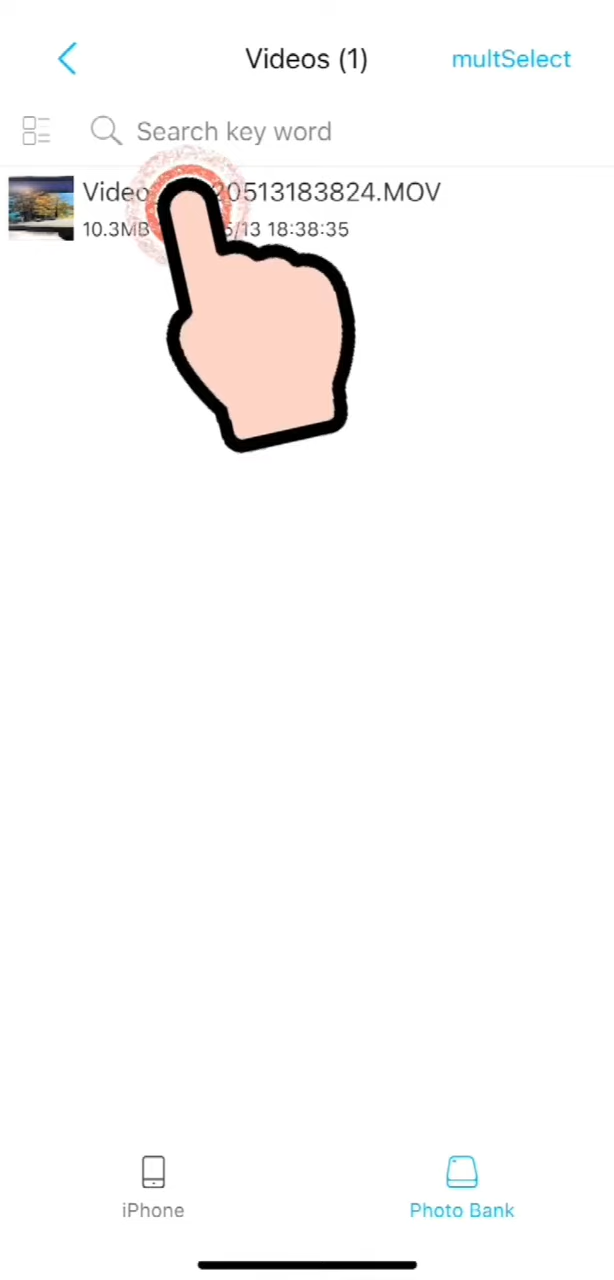 Videos (1)
multSelect
Search key word
Video 20513183824.MOV
10.3MB 5/13 18:38:35
iPhone
Photo Bank